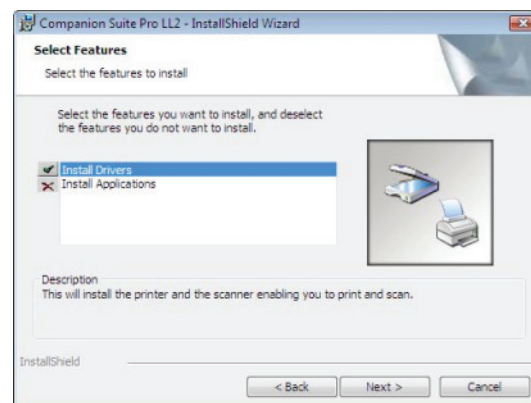 Companion Suite Pro LL2 - InstallShield Wizard
Select Features
Select the features to install
Select the features you want to install, and deselect
the features you do not want to install.
Install Drivers
Install Applications
Description
This will install the printer and the scanner enabling you to print and scan.
InstallShield
< Back
Next >
Cancel